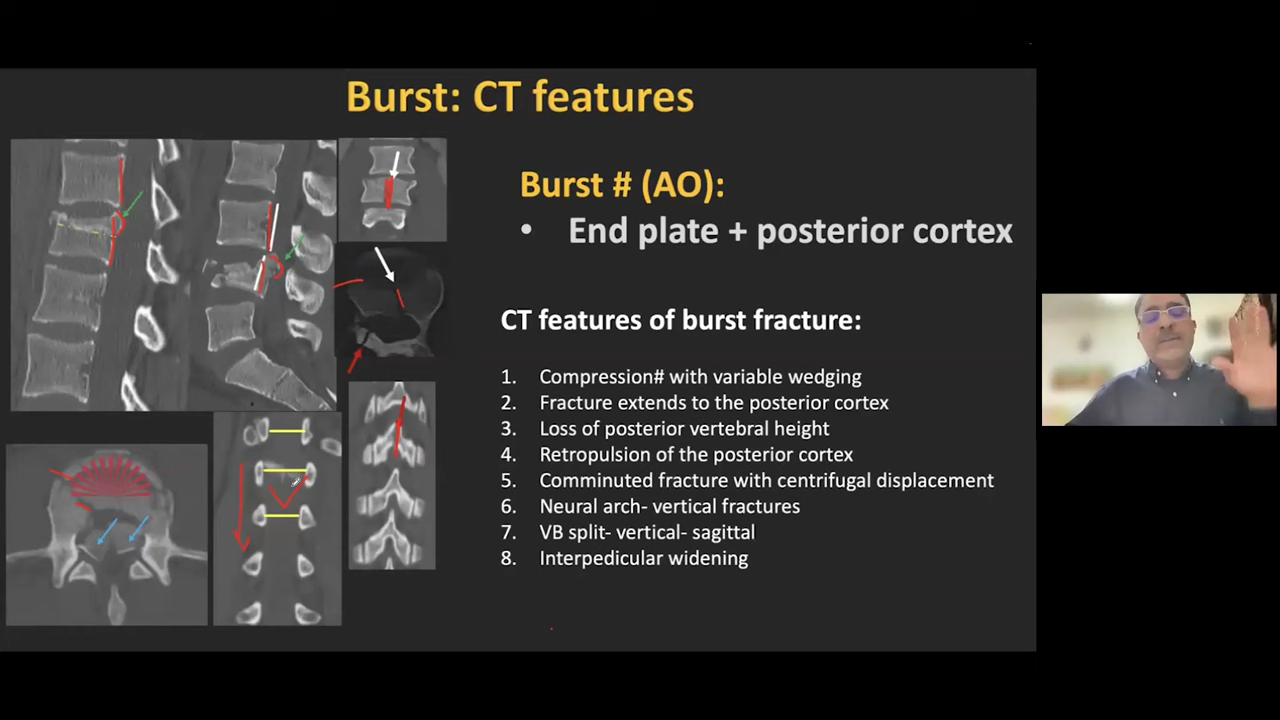 Burst: CT features
Burst # (AO):
• End plate + posterior cortex
CT features of burst fracture:
1. Compression# with variable wedging
2. Fracture extends to the posterior cortex
3. Loss of posterior vertebral height
4. Retropulsion of the posterior cortex
5. Comminuted fracture with centrifugal displacement
6. Neural arch- vertical fractures
7. VB split- vertical- sagittal
8. Interpedicular widening